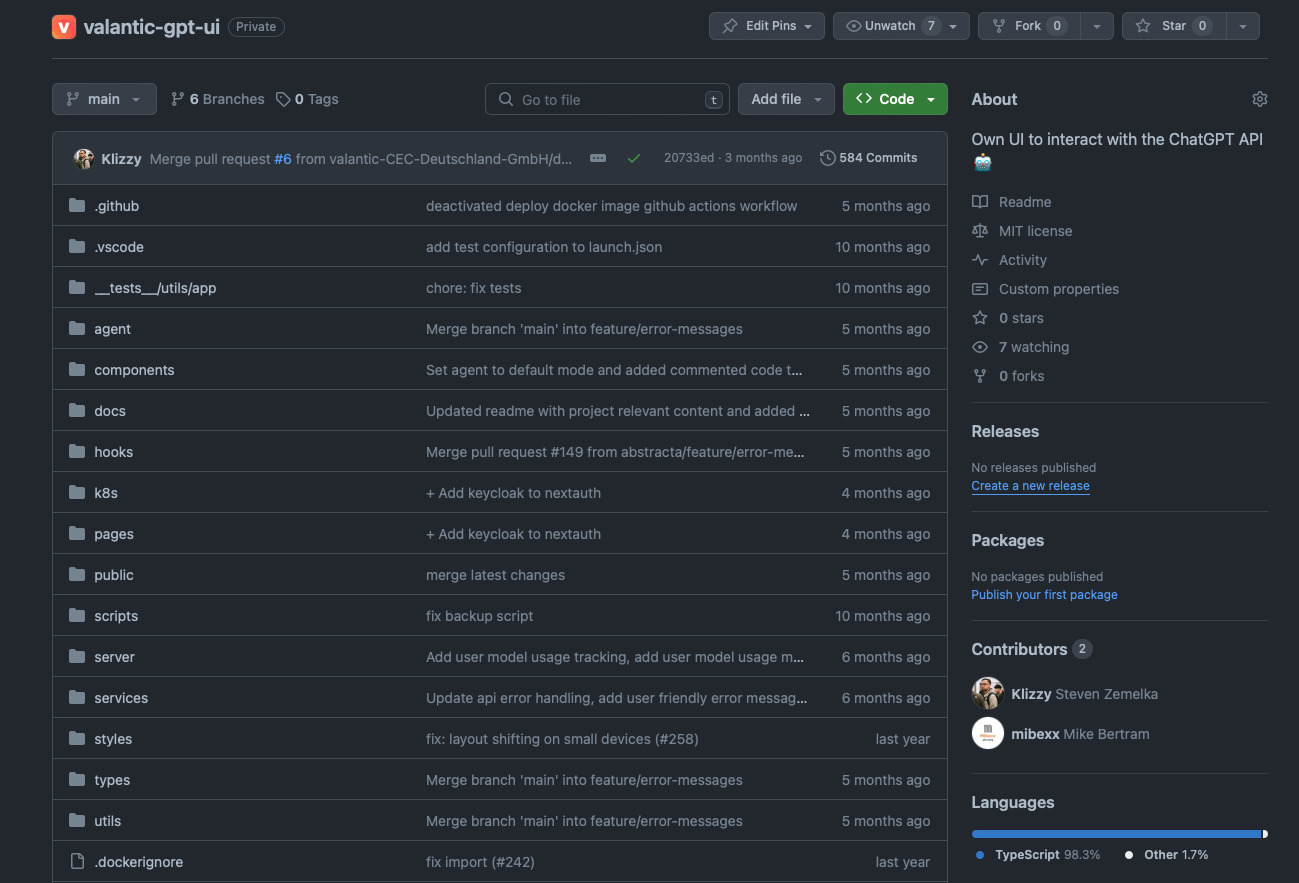 valantic-gpt-ui Private Edit Pins Unwatch 7 Fork 0 Star 0
main 6 Branches 0 Tags Go to file t Add file Code
Klizzy Merge pull request #6 from valantic-CEC-Deutschland-GmbH/d... 20733ed · 3 months ago 584 Commits
.github deactivated deploy docker image github actions workflow 5 months ago
.vscode add test configuration to launch.json 10 months ago
__tests__/utils/app chore: fix tests 10 months ago
agent Merge branch 'main' into feature/error-messages 5 months ago
components Set agent to default mode and added commented code t... 5 months ago
docs Updated readme with project relevant content and added ... 5 months ago
hooks Merge pull request #149 from abstracta/feature/error-me... 5 months ago
k8s + Add keycloak to nextauth 4 months ago
pages + Add keycloak to nextauth 4 months ago
public merge latest changes 5 months ago
scripts fix backup script 10 months ago
server Add user model usage tracking, add user model usage m... 6 months ago
services Update api error handling, add user friendly error messag... 6 months ago
styles fix: layout shifting on small devices (#258) last year
types Merge branch 'main' into feature/error-messages 5 months ago
utils Merge branch 'main' into feature/error-messages 5 months ago
.dockerignore fix import (#242) last year
About
Own UI to interact with the ChatGPT API
🤖
Readme
MIT license
Activity
Custom properties
0 stars
7 watching
0 forks
Releases
No releases published
Create a new release
Packages
No packages published
Publish your first package
Contributors 2
Klizzy Steven Zemelka
mibexx Mike Bertram
Languages
TypeScript 98.3% Other 1.7%